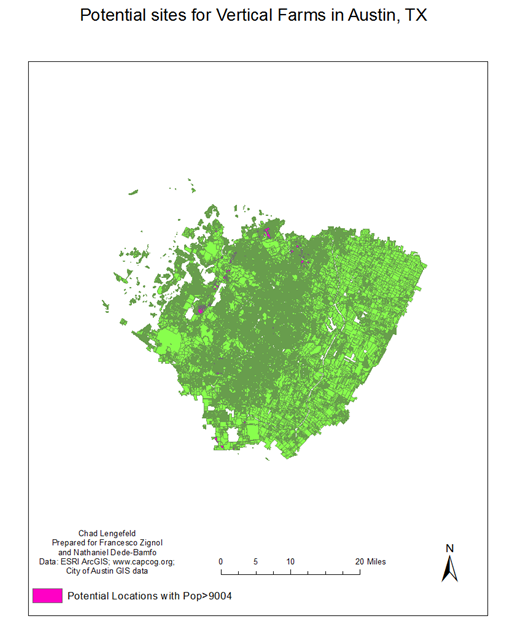 Potential sites for Vertical Farms in Austin, TX
Chad Lengefeld
Prepared for Francesco Zignol
and Nathaniel Dede-Bamfo
Data: ESRI ArcGIS; www.capcog.org;
City of Austin GIS data
0 5 10 20 Miles
N
Potential Locations with Pop>9004